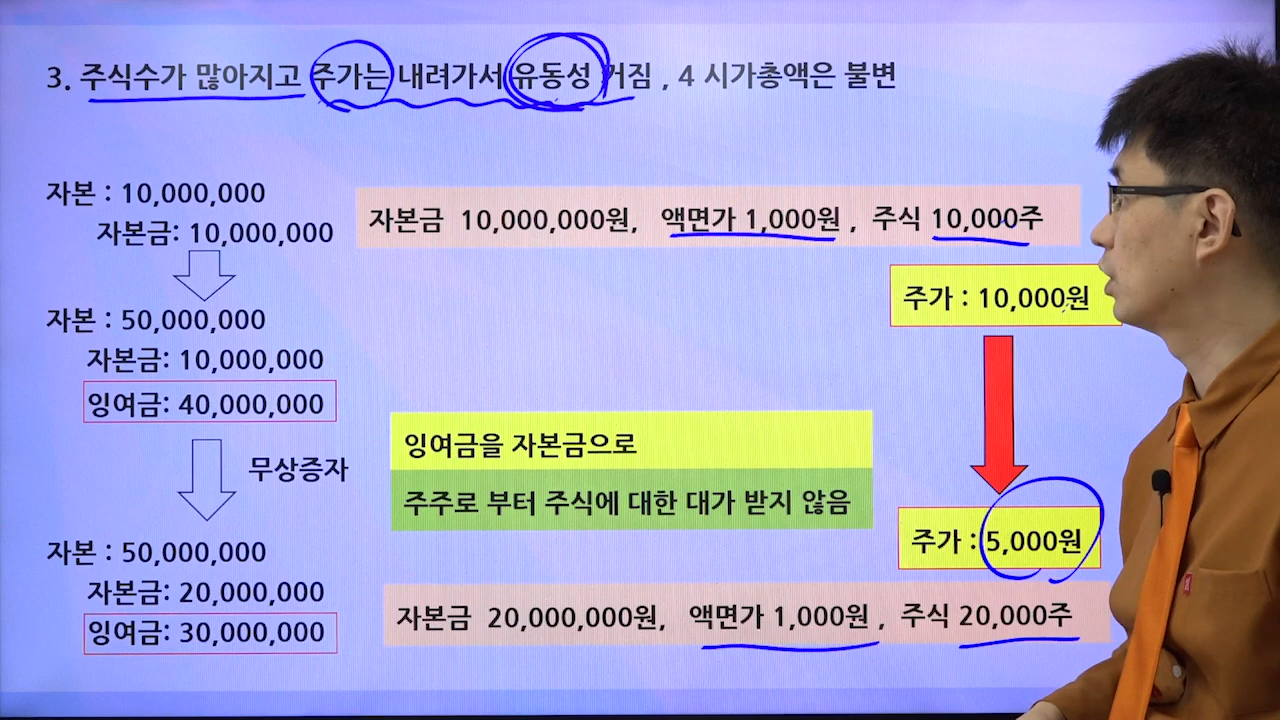 3. 주식수가 많아지고 주가는 내려가서 유동성 커짐 , 4 시가총액은 불변
자본 : 10,000,000
자본금: 10,000,000
자본금 10,000,000원, 액면가 1,000원 , 주식 10,000주
주가 : 10,000원
자본 : 50,000,000
자본금: 10,000,000
잉여금: 40,000,000
무상증자
잉여금을 자본금으로
주주로 부터 주식에 대한 대가 받지 않음
주가 : 5,000원
자본 : 50,000,000
자본금: 20,000,000
잉여금: 30,000,000
자본금 20,000,000원, 액면가 1,000원 , 주식 20,000주